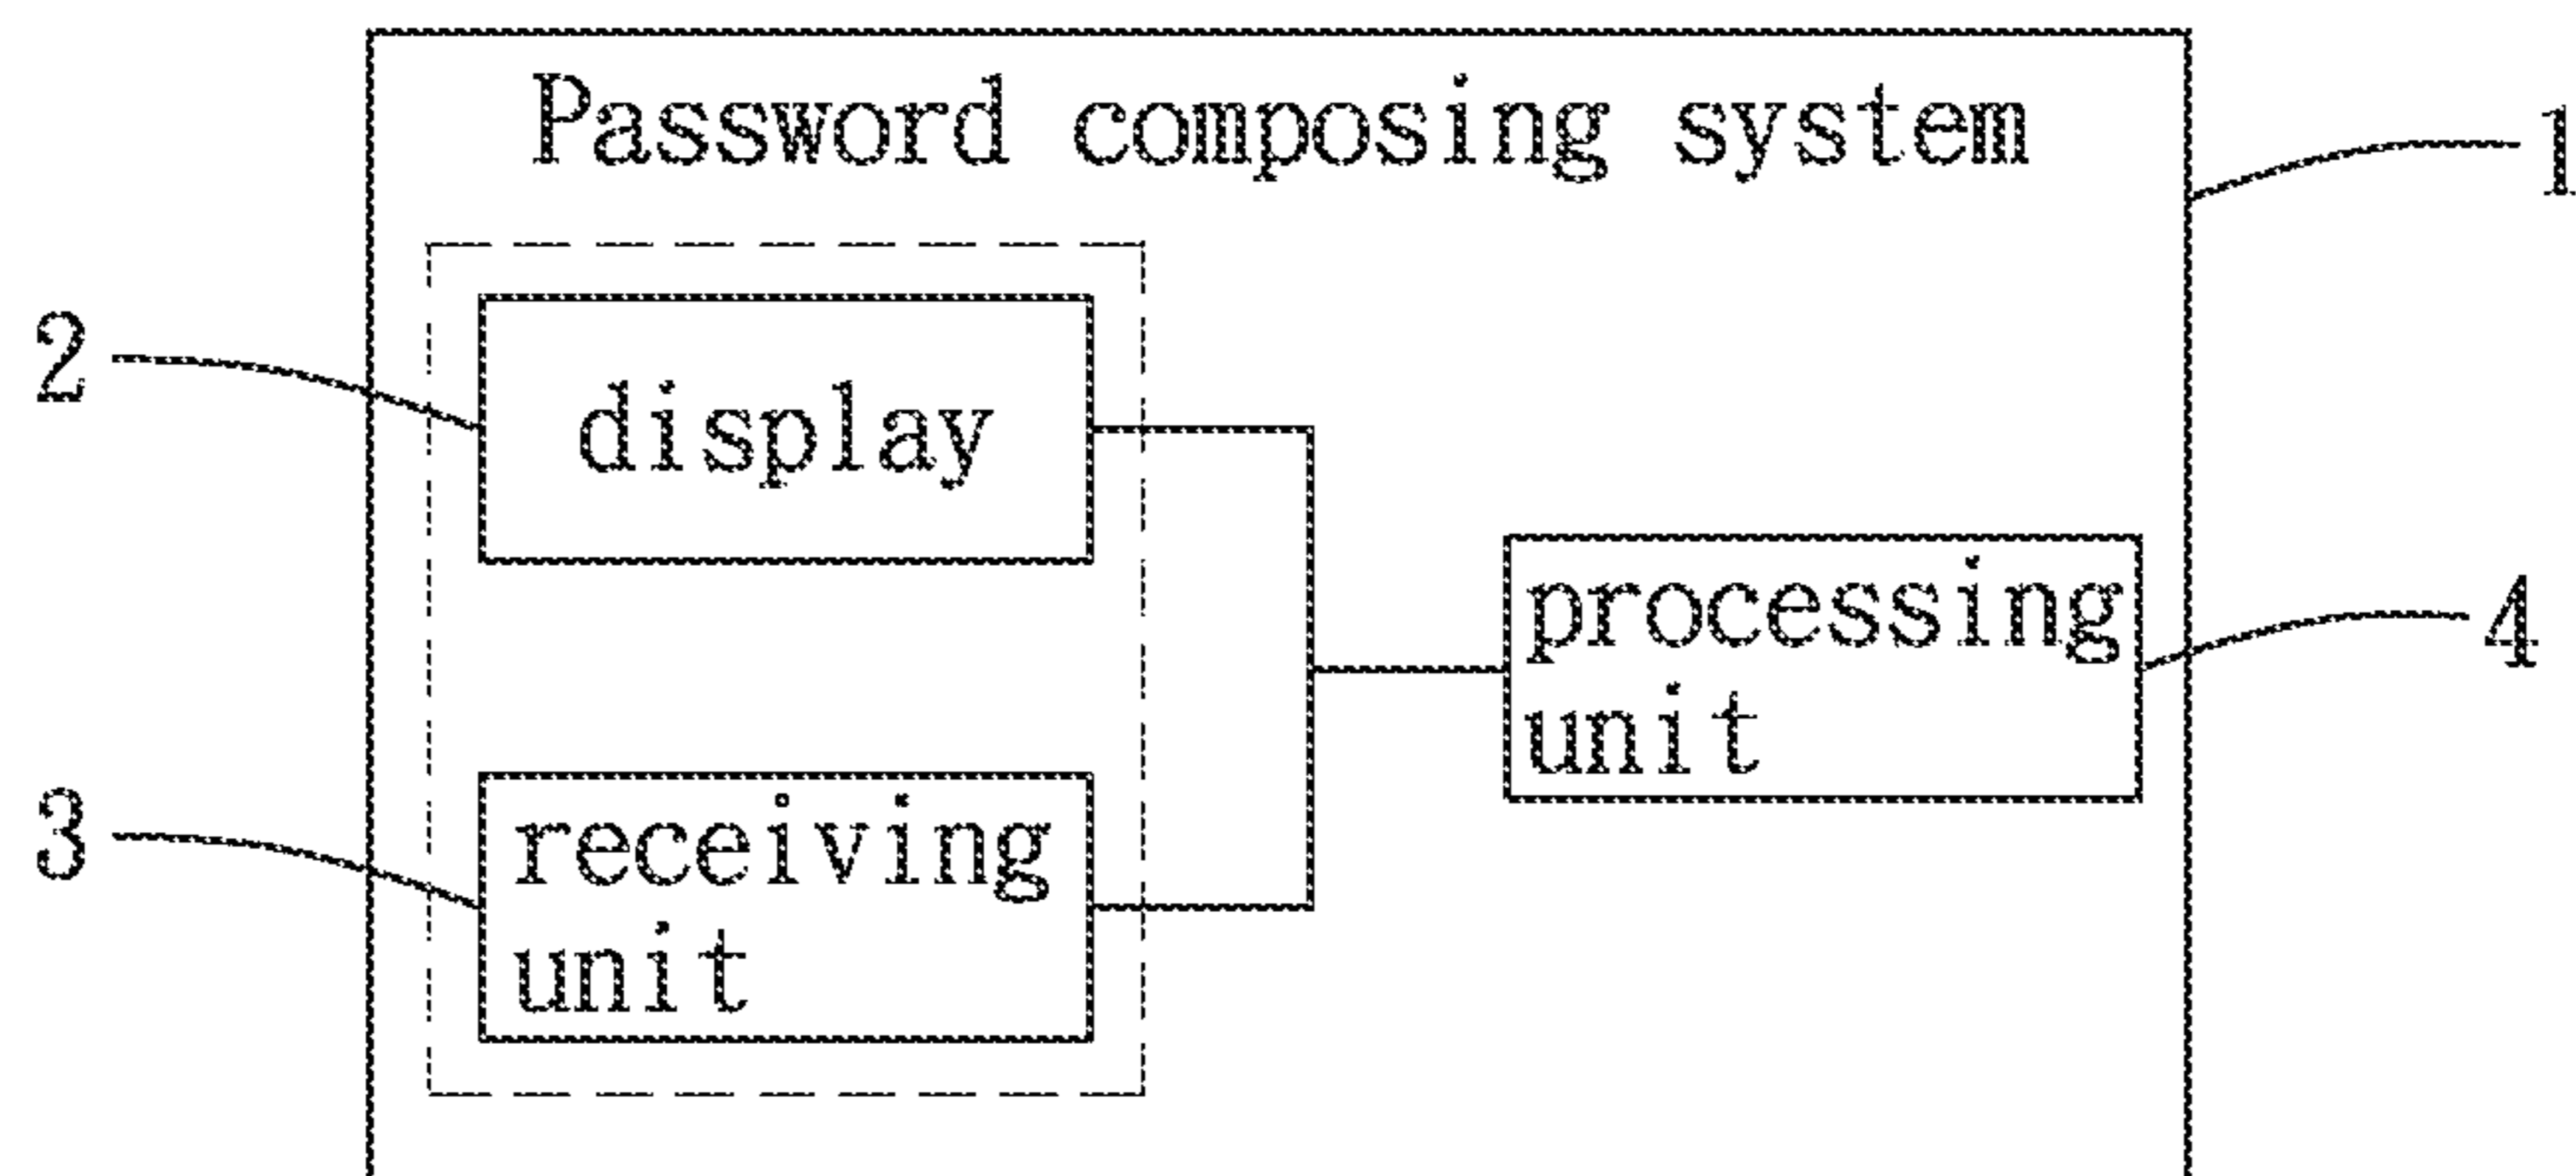 Password composing system
1
2
display
processing
unit
4
3
receiving
unit